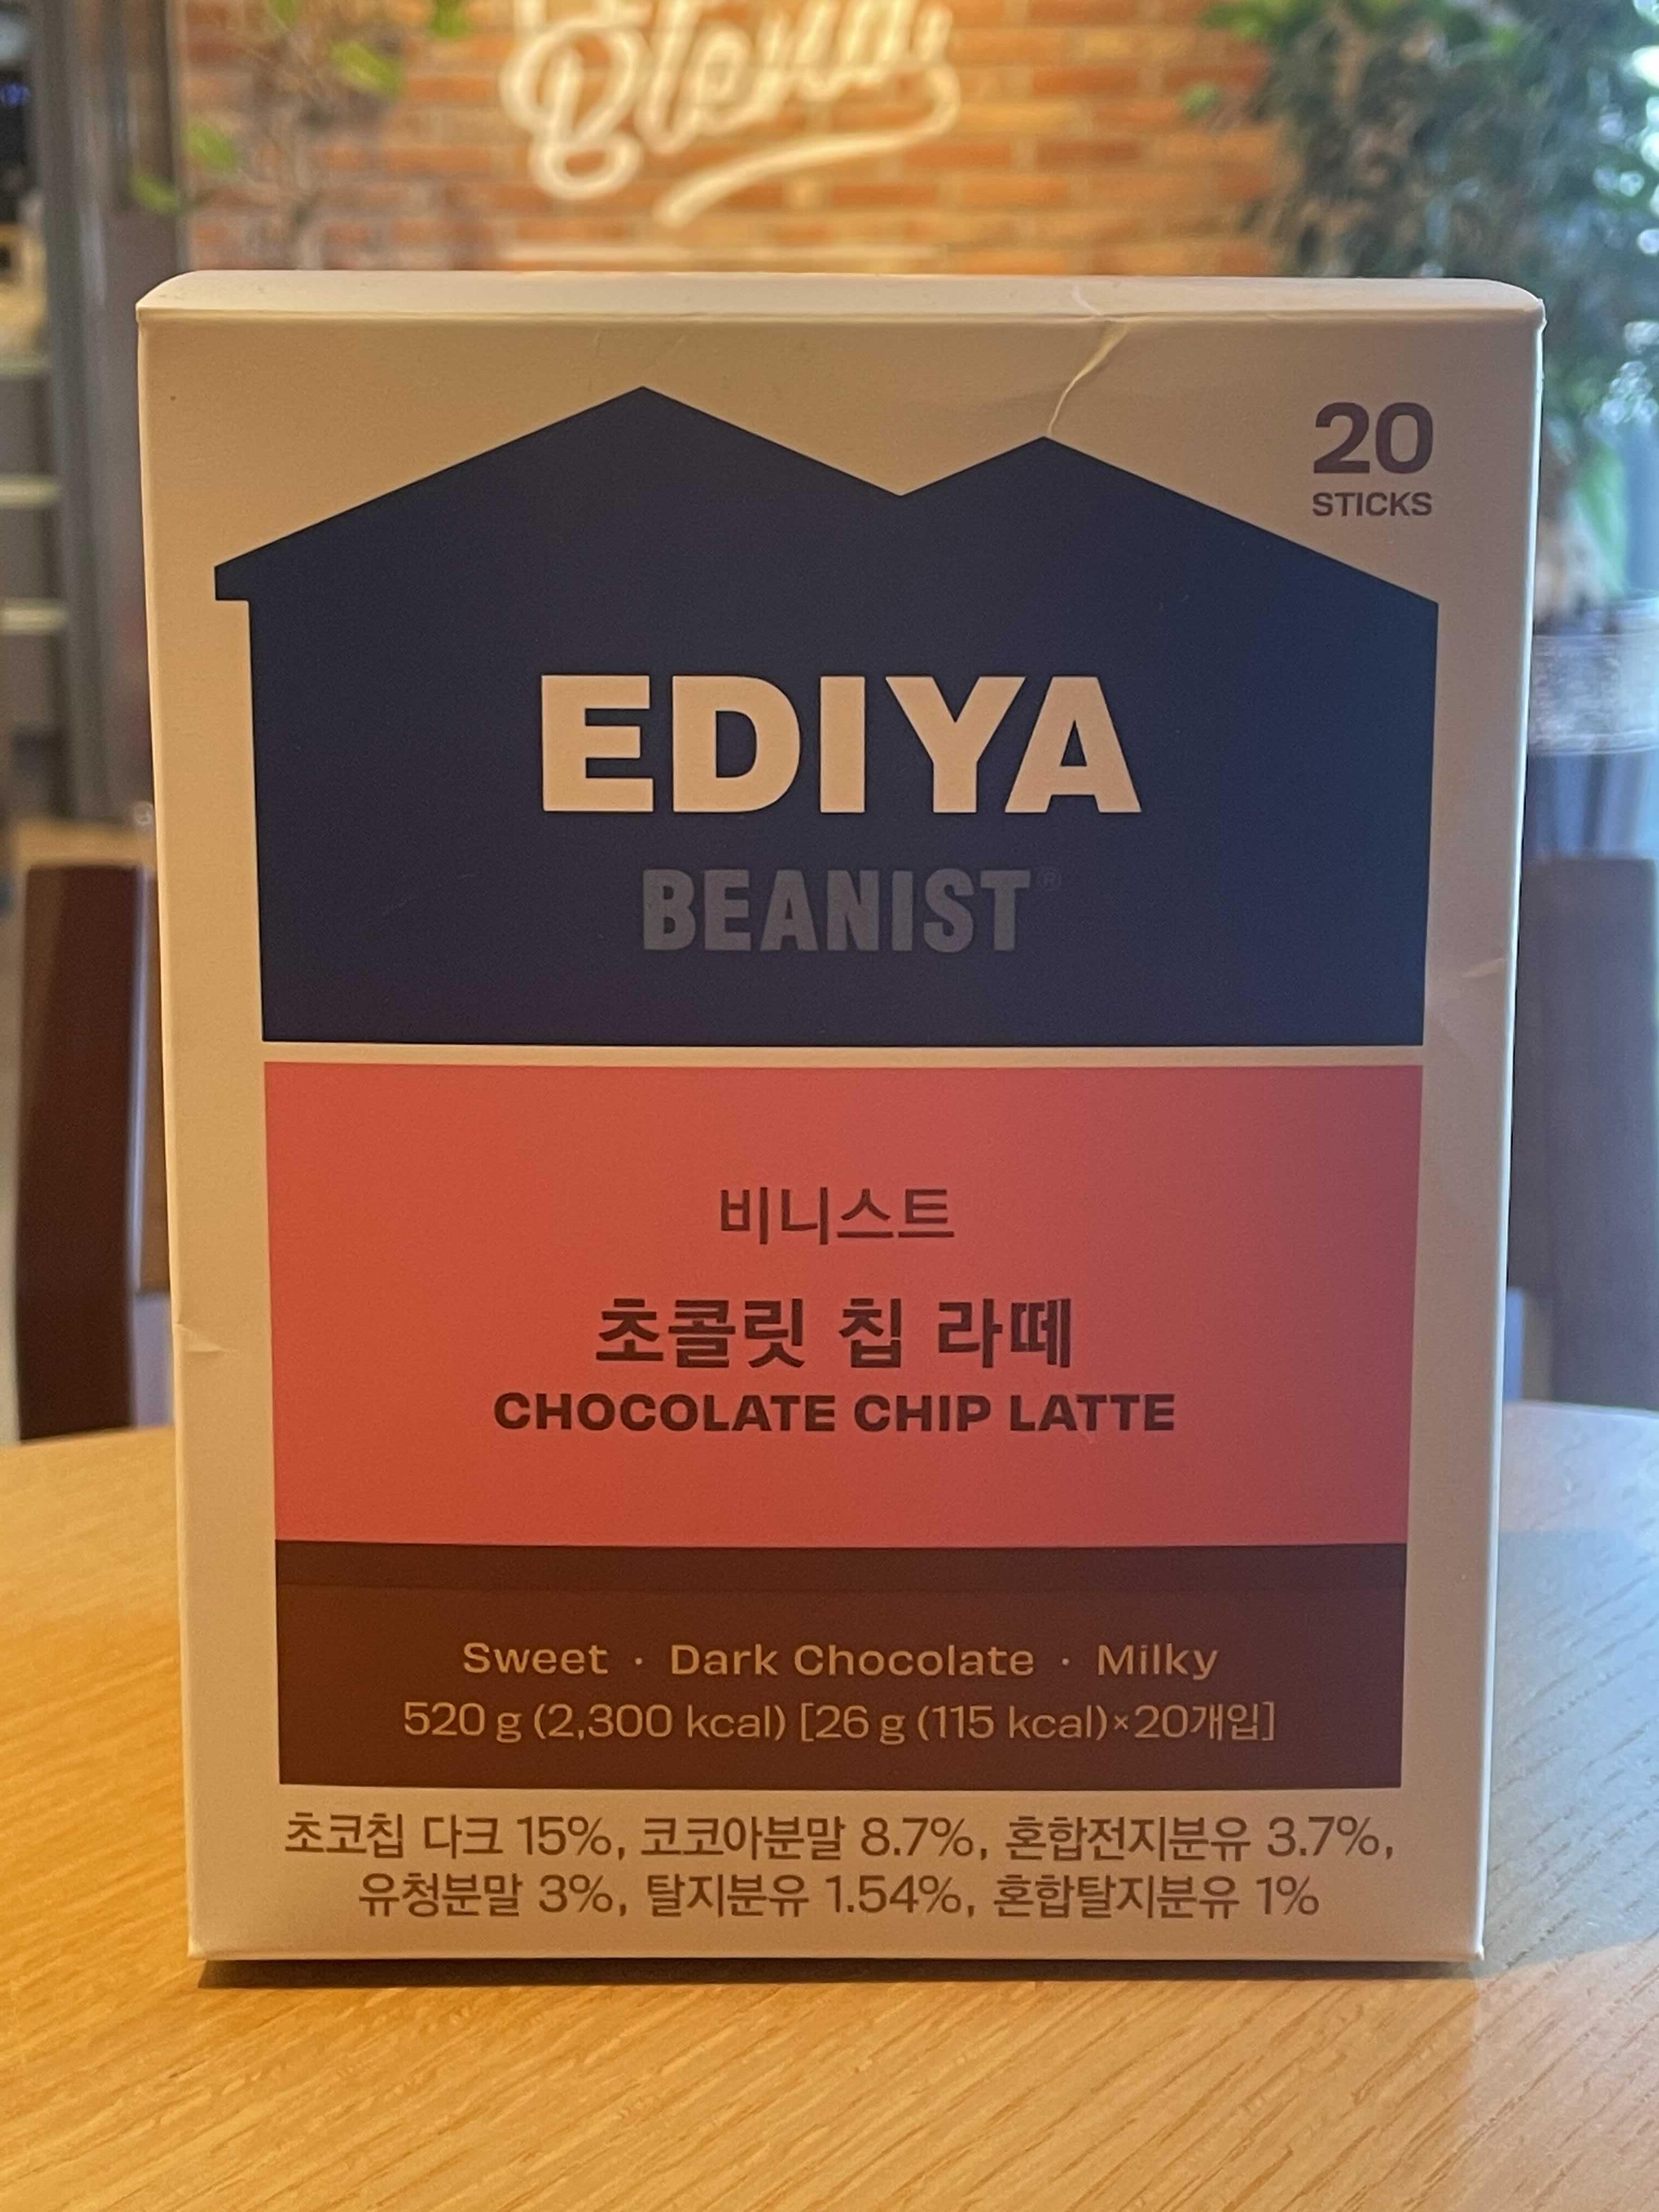 20
STICKS
EDIYA
BEANIST®
비니스트
초콜릿 칩 라떼
CHOCOLATE CHIP LATTE
Sweet · Dark Chocolate · Milky
520 g (2,300 kcal) [26 g (115 kcal)×20개입]
초코칩 다크 15%, 코코아분말 8.7%, 혼합전지분유 3.7%,
유청분말 3%, 탈지분유 1.54%, 혼합탈지분유 1%